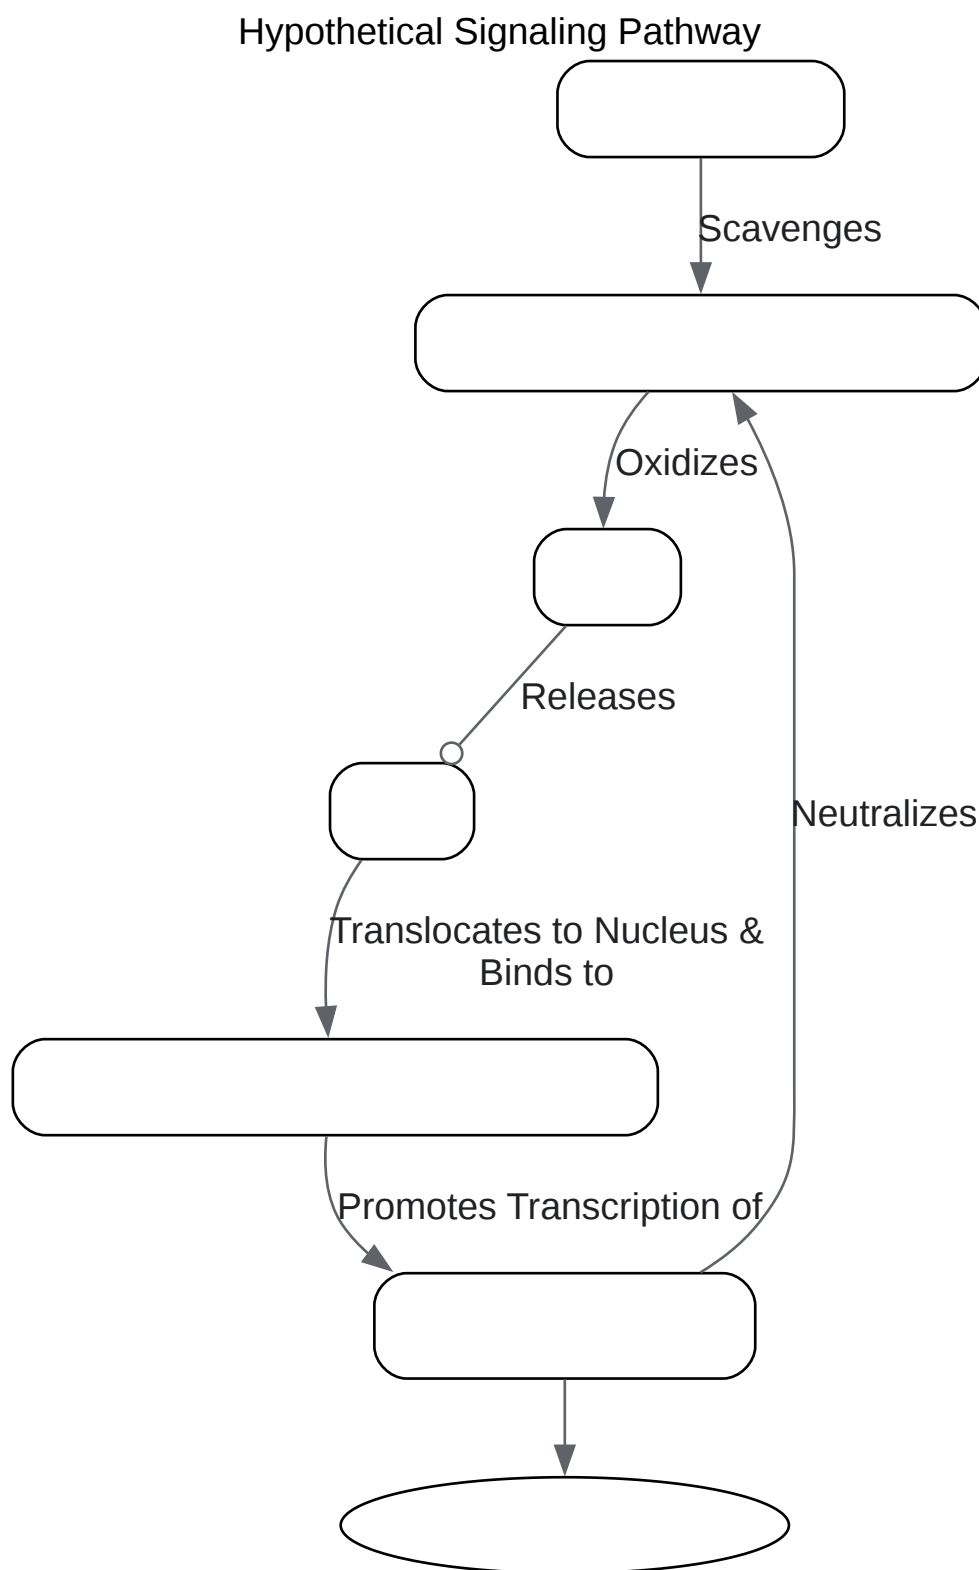 Hypothetical Signaling Pathway
Scavenges
Oxidizes
Releases
Neutralizes
Translocates to Nucleus &
Binds to
Promotes Transcription of